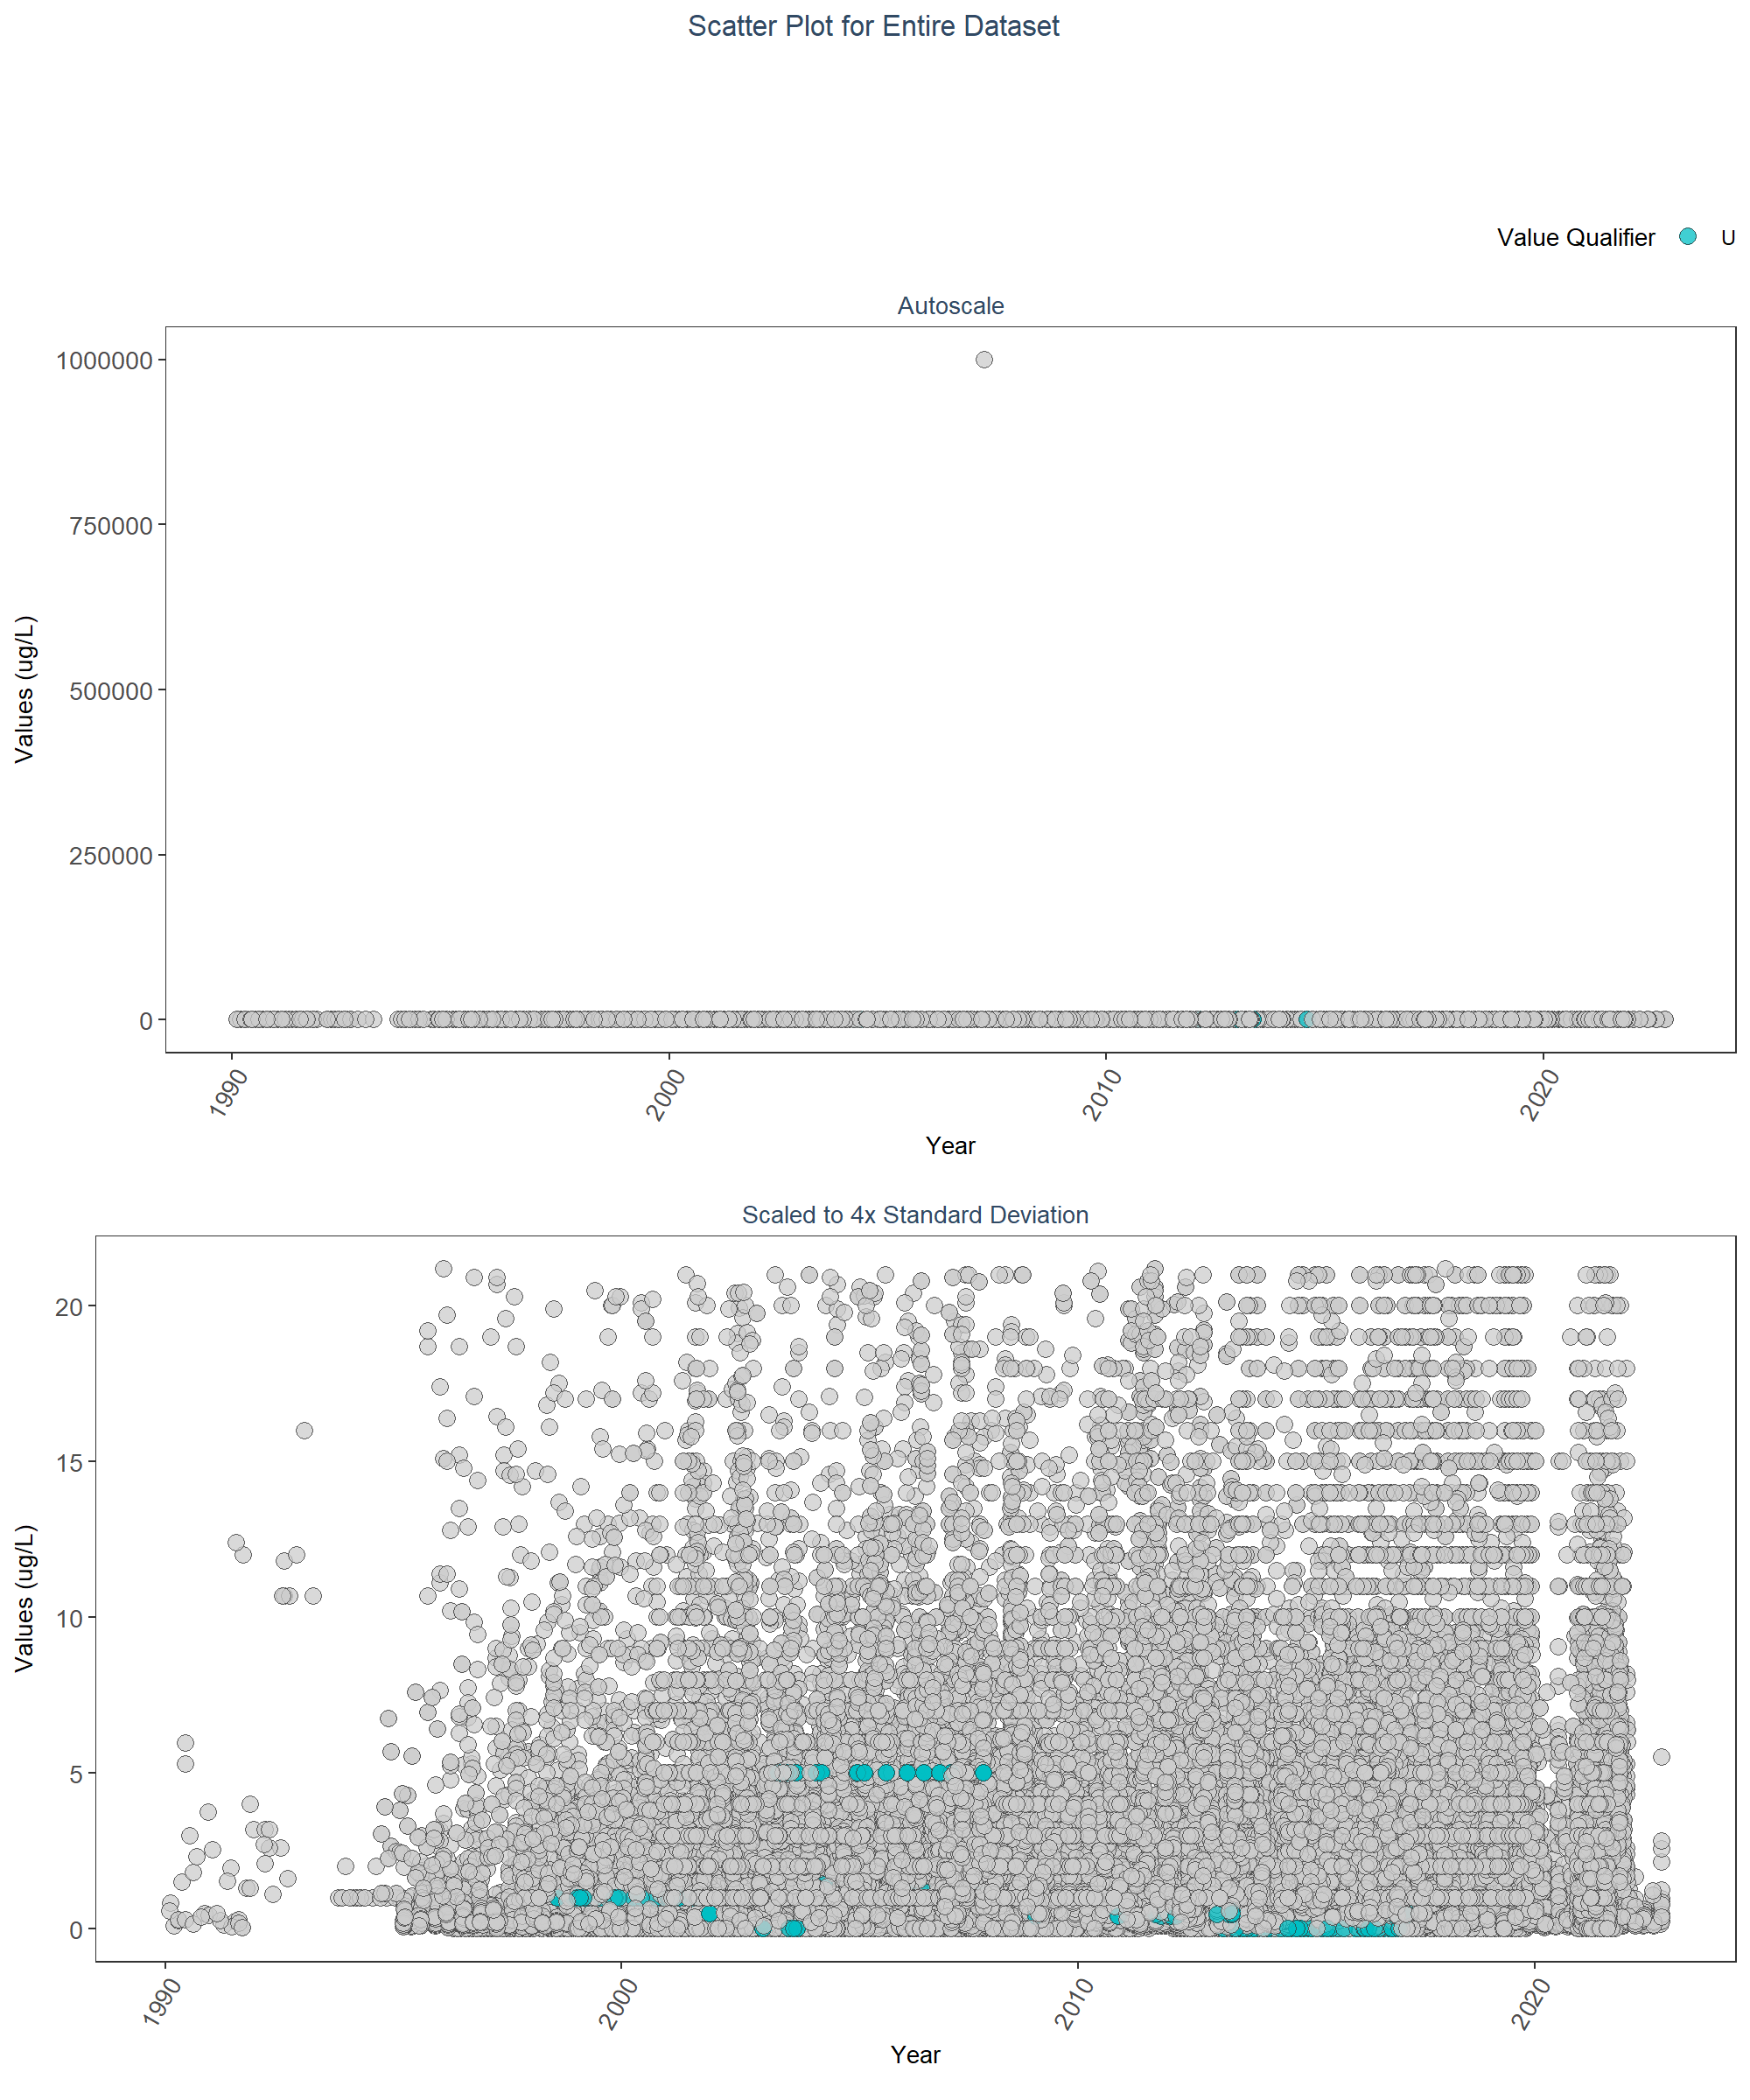 Scatter Plot for Entire Dataset
Value Qualifier U
Autoscale
1000000
750000
500000
250000
0
Values (ug/L)
1990 2000 2010 2020
Year
Scaled to 4x Standard Deviation
20
15
10
5
0
Values (ug/L)
1990 2000 2010 2020
Year